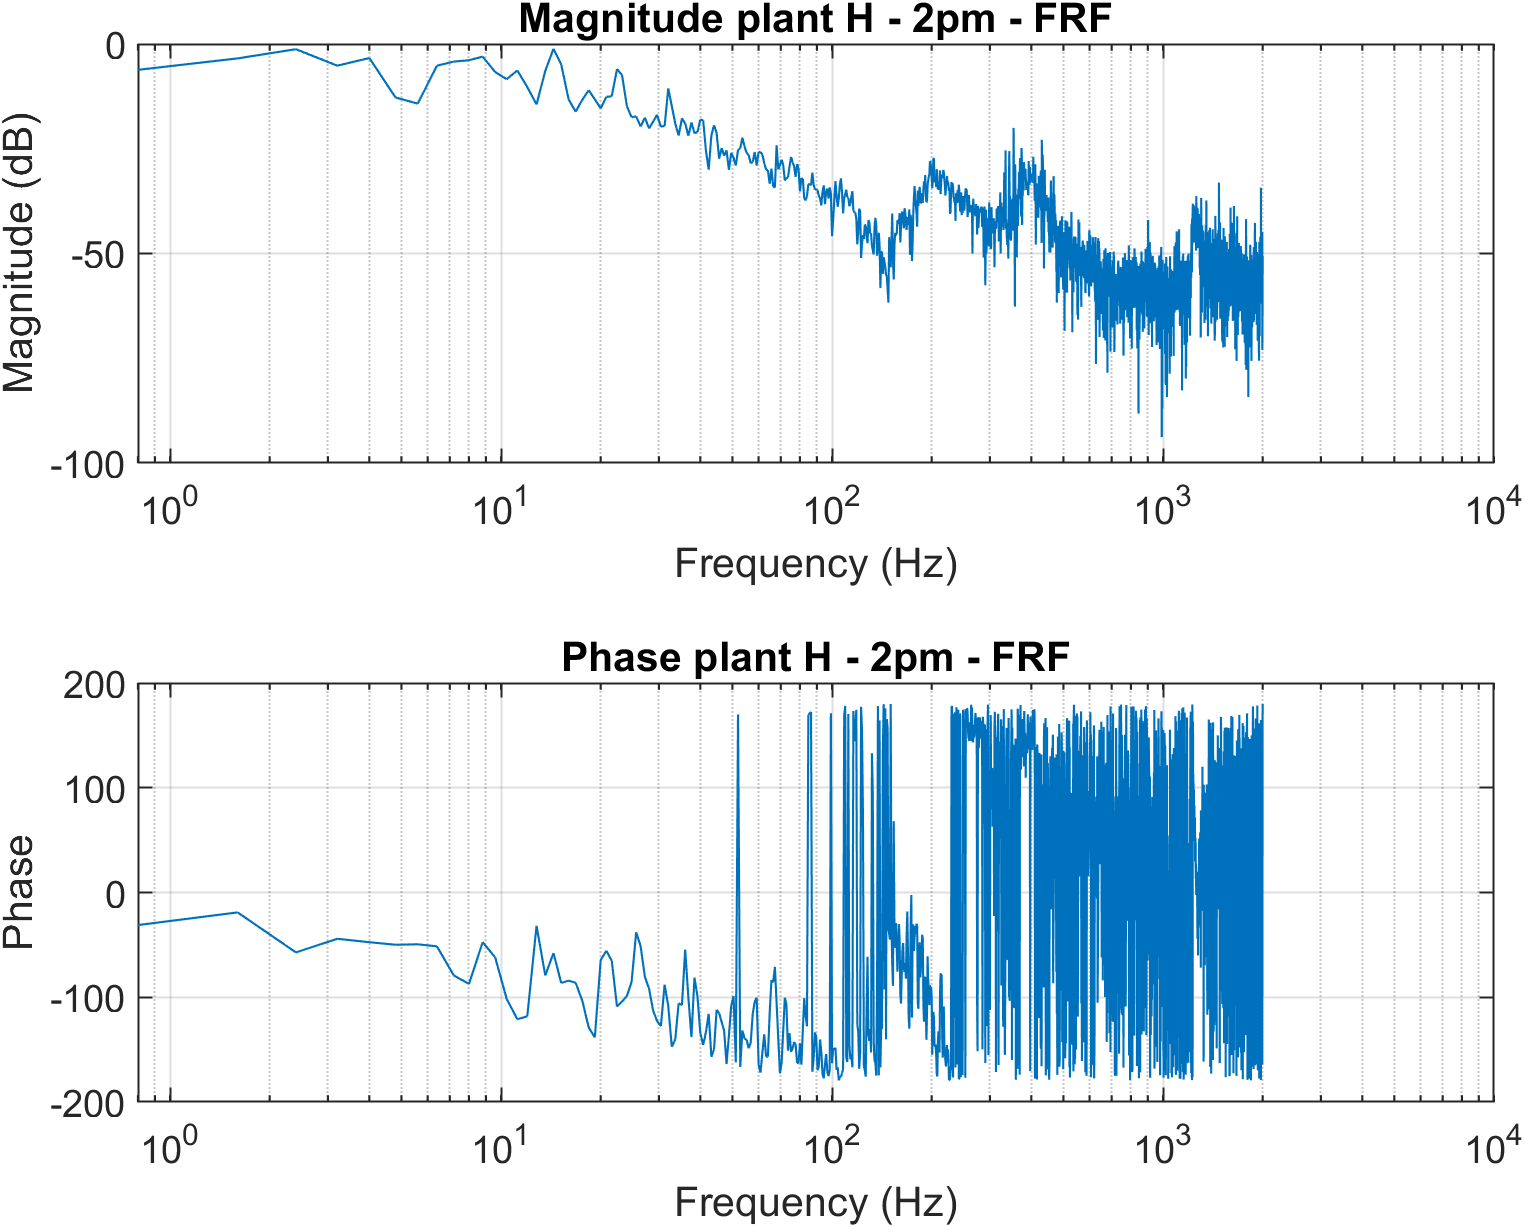 Magnitude plant H - 2pm - FRF
0
-50
-100
Magnitude (dB)
10^0 10^1 10^2 10^3 10^4
Frequency (Hz)
Phase plant H - 2pm - FRF
200
100
0
-100
-200
Phase
10^0 10^1 10^2 10^3 10^4
Frequency (Hz)